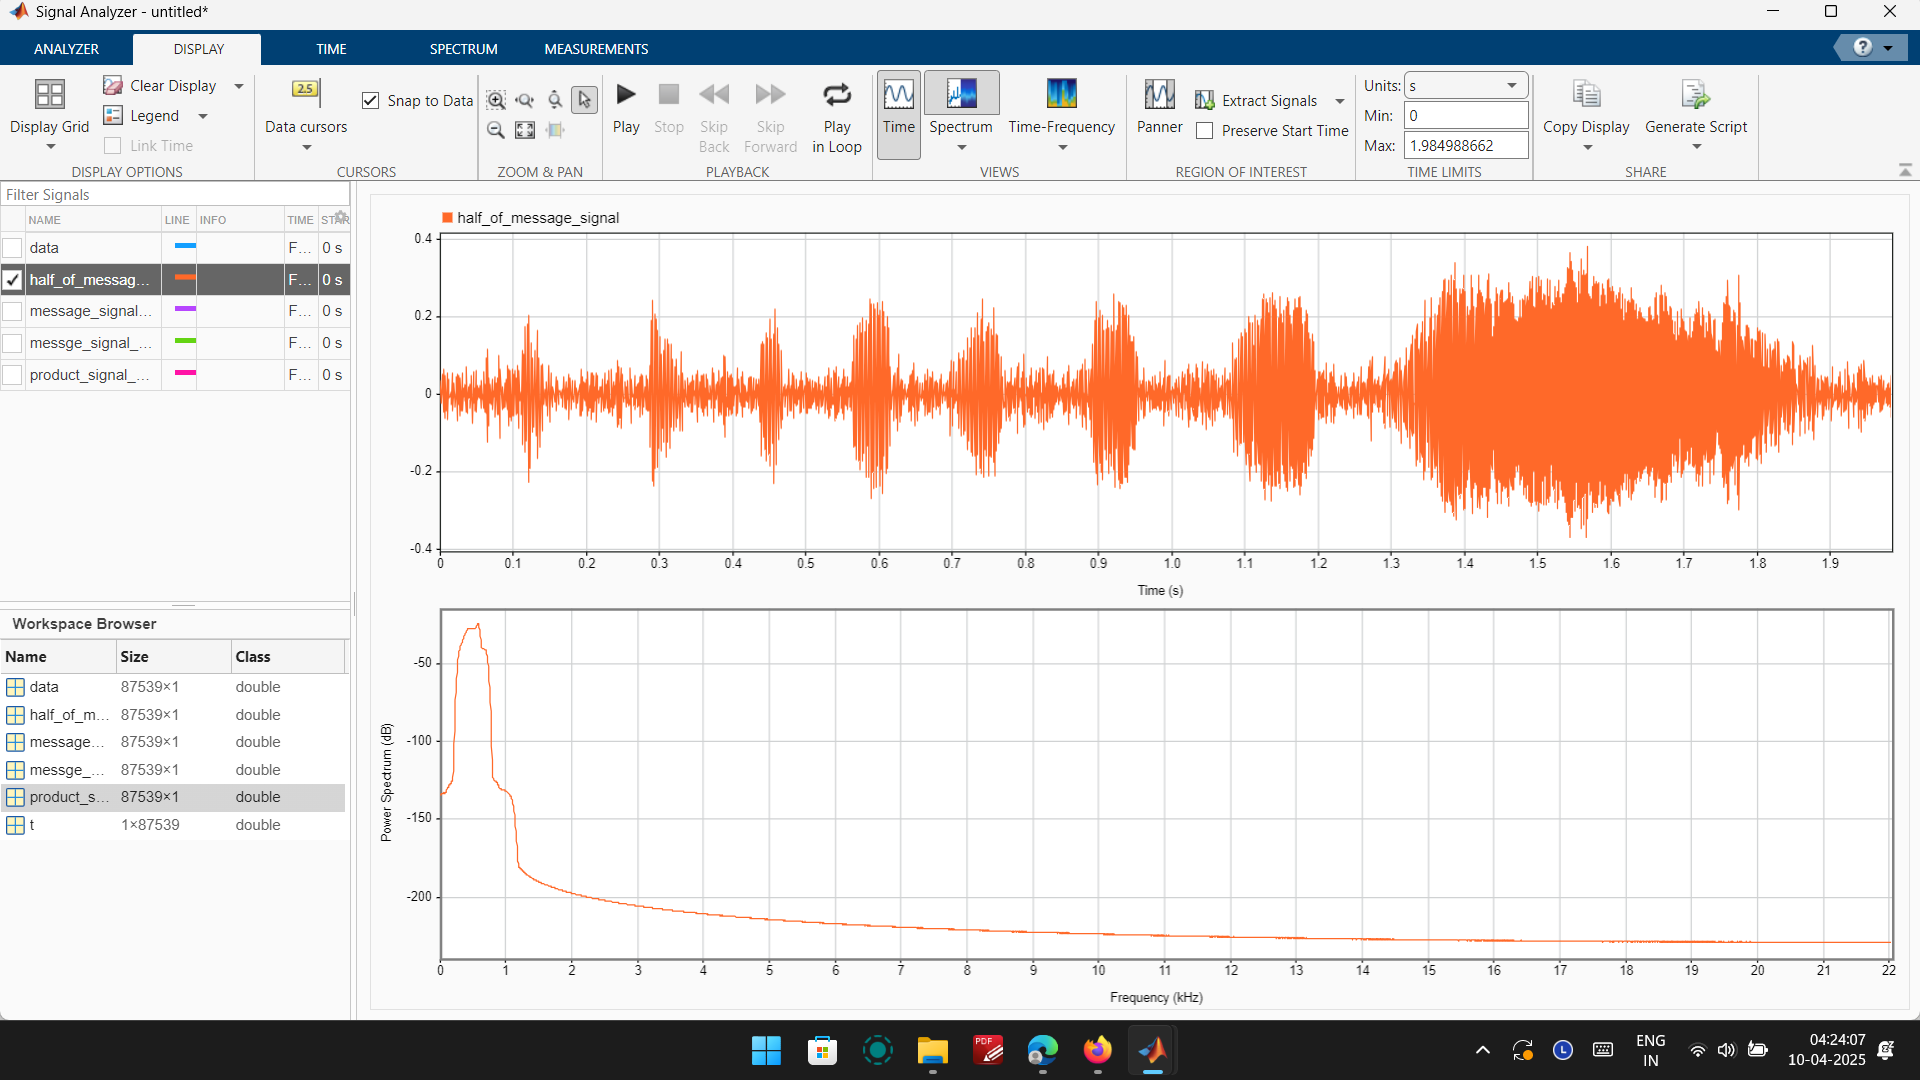 Signal Analyzer - untitled*
ANALYZER DISPLAY TIME SPECTRUM MEASUREMENTS
?
Display Grid
Clear Display
Legend
Link Time
DISPLAY OPTIONS
2.5
Data cursors
Snap to Data
CURSORS
ZOOM & PAN
Play
Stop
Skip
Back
Skip
Forward
Play
in Loop
PLAYBACK
Time
Spectrum
Time-Frequency
VIEWS
Panner
Extract Signals
Preserve Start Time
REGION OF INTEREST
Units: s
Min: 0
Max: 1.984988662
TIME LIMITS
Copy Display
Generate Script
SHARE
Filter Signals
NAME LINE INFO TIME STAR
data F... 0 s
half_of_messag... F... 0 s
message_signal... F... 0 s
messge_signal_... F... 0 s
product_signal_... F... 0 s
Workspace Browser
Name Size Class
data 87539×1 double
half_of_m... 87539×1 double
message... 87539×1 double
messge_... 87539×1 double
product_s... 87539×1 double
t 1×87539 double
half_of_message_signal
0.4
0.2
0
-0.2
-0.4
0 0.1 0.2 0.3 0.4 0.5 0.6 0.7 0.8 0.9 1.0 1.1 1.2 1.3 1.4 1.5 1.6 1.7 1.8 1.9
Time (s)
Power Spectrum (dB)
-50
-100
-150
-200
0 1 2 3 4 5 6 7 8 9 10 11 12 13 14 15 16 17 18 19 20 21 22
Frequency (kHz)
PDF
L
ENG
IN
04:24:07
10-04-2025